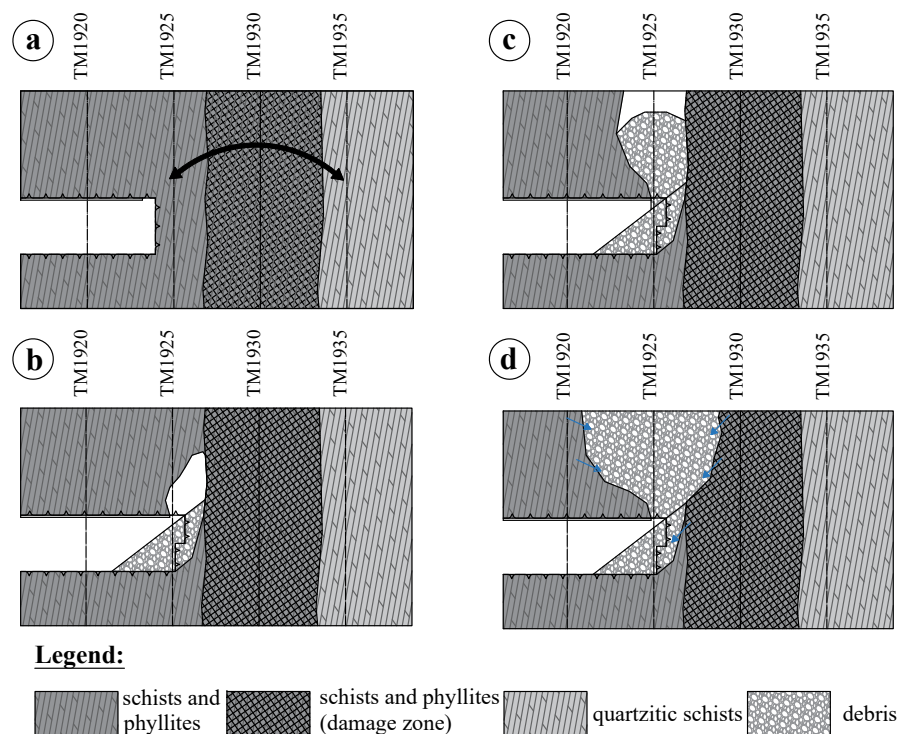 a
TM1920
TM1925
TM1930
TM1935
c
TM1920
TM1925
TM1930
TM1935
b
TM1920
TM1925
TM1930
TM1935
d
TM1920
TM1925
TM1930
TM1935
Legend:
schists and
phyllites
schists and phyllites
(damage zone)
quartzitic schists
debris